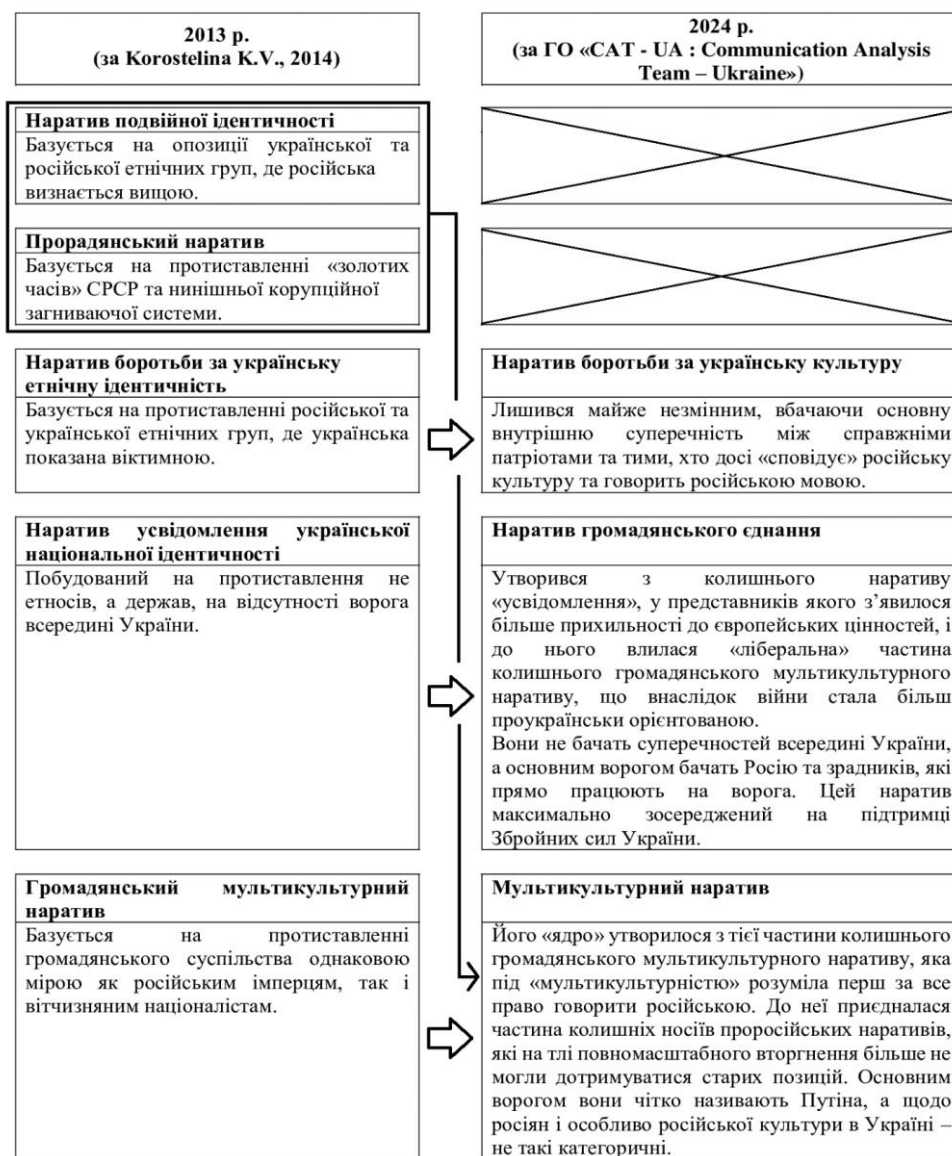 2013 р.
(за Korostelina K.V., 2014)
2024 р.
(за ГО «CAT - UA : Communication Analysis
Team – Ukraine»)
Наратив подвійної ідентичності
Базується на опозиції української та
російської етнічних груп, де російська
визнається вищою.
Прорадянський наратив
Базується на протиставленні «золотих
часів» СРСР та нинішньої корупційної
загниваючої системи.
Наратив боротьби за українську
етнічну ідентичність
Базується на протиставленні російської та
української етнічних груп, де українська
показана віктимною.
Наратив боротьби за українську культуру
Лишився майже незмінним, вбачаючи основну
внутрішню суперечність між справжніми
патріотами та тими, хто досі «сповідує» російську
культуру та говорить російською мовою.
Наратив усвідомлення української
національної ідентичності
Побудований на протиставлення не
етносів, а держав, на відсутності ворога
всередині України.
Наратив громадянського єднання
Утворився з колишнього наративу
«усвідомлення», у представників якого з’явилось
більше прихильності до європейських цінностей, і
до нього влилася «ліберальна» частина
колишнього громадянського мультикультурного
наративу, що внаслідок війни стала більш
проукраїнськи орієнтованою.
Вони не бачать суперечностей всередині України,
а основним ворогом бачать Росію та зрадників, які
прямо працюють на ворога. Цей наратив
максимально зосереджений на підтримці
Збройних сил України.
Громадянський мультикультурний
наратив
Базується на протиставленні
громадянського суспільства однаковою
мірою як російським імперцям, так і
вітчизняним націоналістам.
Мультикультурний наратив
Його «ядро» утворилося з тієї частини колишнього
громадянського мультикультурного наративу, яка
під «мультикультурністю» розуміла перш за все
право говорити російською. До неї приєдналася
частина колишніх носіїв проросійських наративів,
які на тлі повномасштабного вторгнення більше не
могли дотримуватися старих позицій. Основним
ворогом вони чітко називають Путіна, а щодо
росіян і особливо російської культури в Україні –
не такі категоричні.